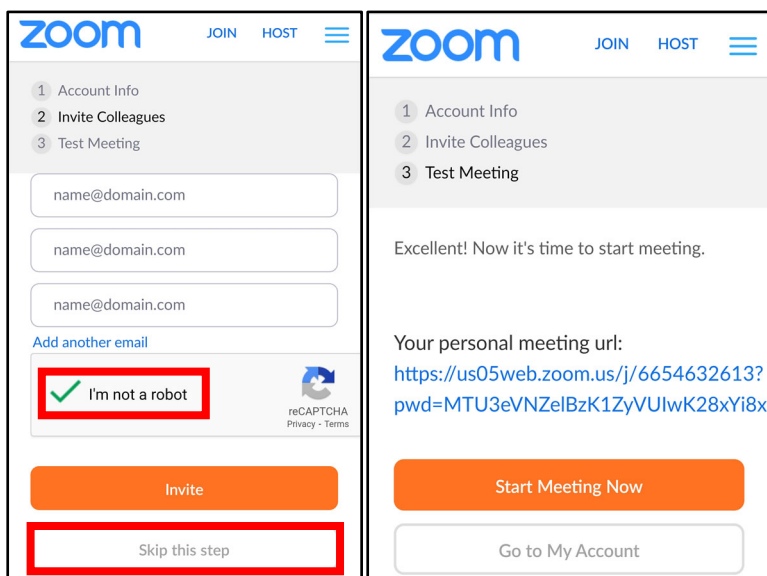 zoom JOIN HOST
1 Account Info
2 Invite Colleagues
3 Test Meeting
name@domain.com
name@domain.com
name@domain.com
Add another email
I'm not a robot
reCAPTCHA
Privacy - Terms
Invite
Skip this step
zoom JOIN HOST
1 Account Info
2 Invite Colleagues
3 Test Meeting
Excellent! Now it's time to start meeting.
Your personal meeting url:
https://us05web.zoom.us/j/6654632613?
pwd=MTU3eVNZelBzK1ZyVUIwK28xYi8x
Start Meeting Now
Go to My Account